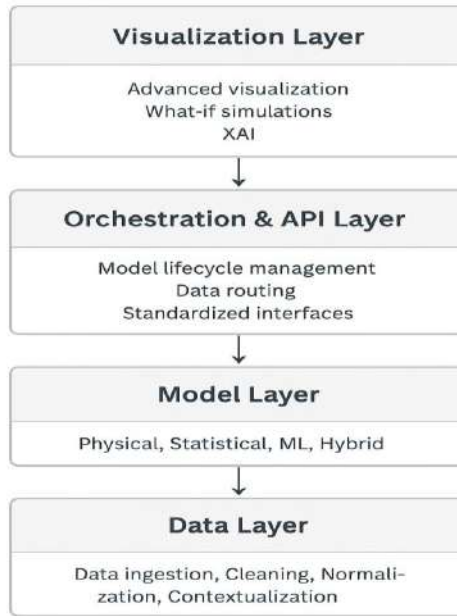 Visualization Layer
Advanced visualization
What-if simulations
XAI
Orchestration & API Layer
Model lifecycle management
Data routing
Standardized interfaces
Model Layer
Physical, Statistical, ML, Hybrid
Data Layer
Data ingestion, Cleaning, Normali-
zation, Contextualization